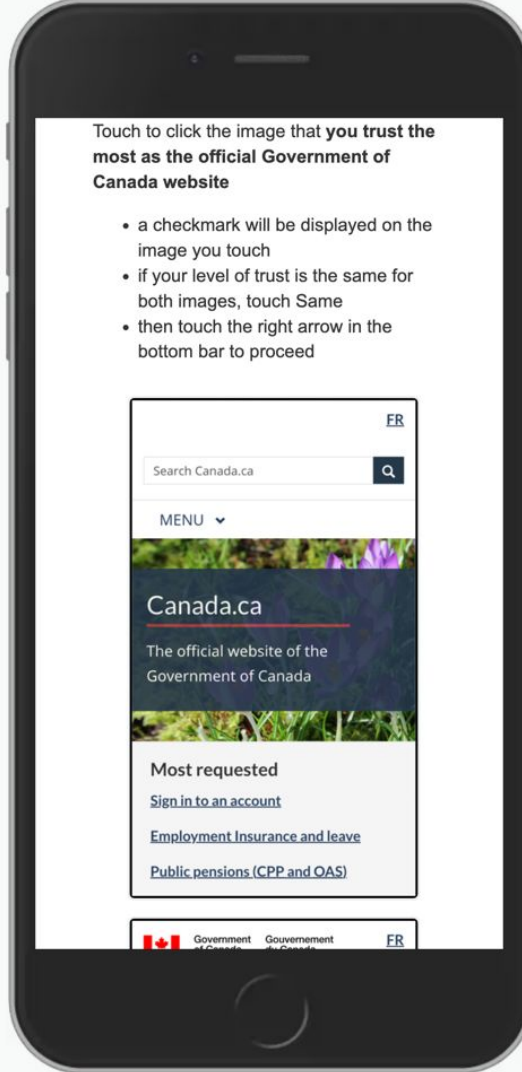 Touch to click the image that you trust the
most as the official Government of
Canada website
• a checkmark will be displayed on the
image you touch
• if your level of trust is the same for
both images, touch Same
• then touch the right arrow in the
bottom bar to proceed
FR
Search Canada.ca
MENU
Canada.ca
The official website of the
Government of Canada
Most requested
Sign in to an account
Employment Insurance and leave
Public pensions (CPP and OAS)
Government Gouvernement FR
of Canada du Canada